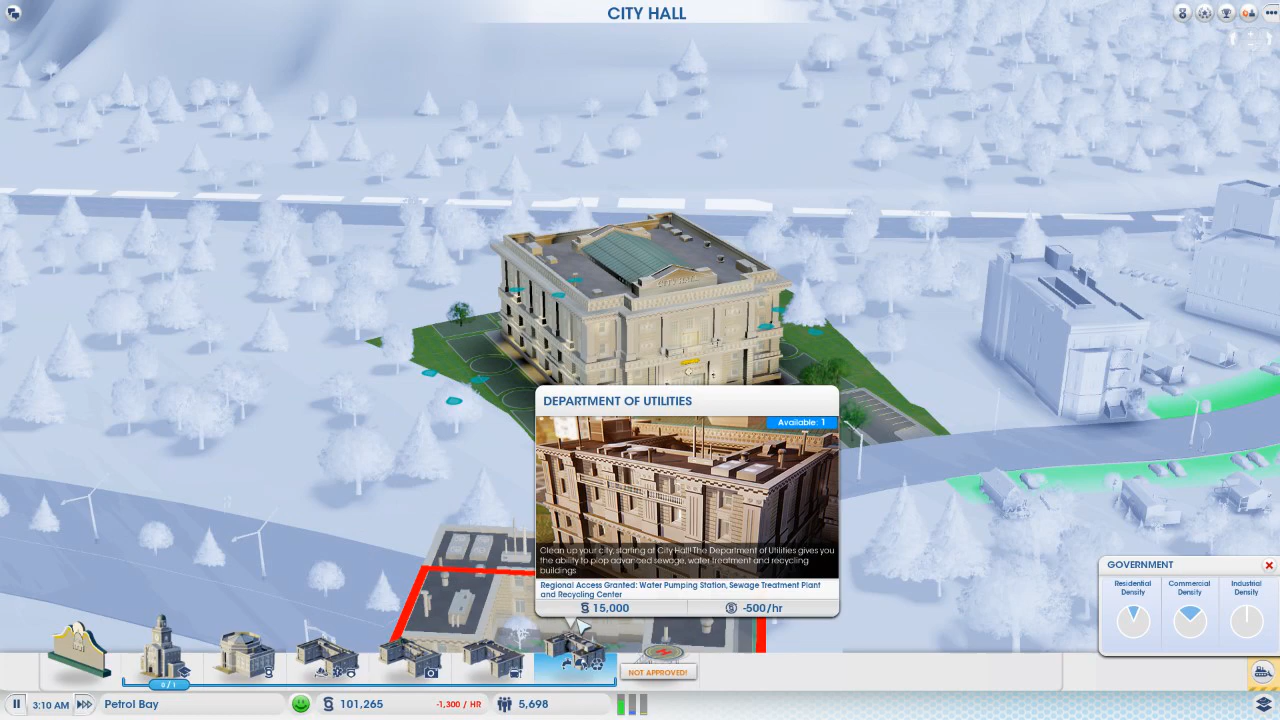 CITY HALL
CITY HALL
DEPARTMENT OF UTILITIES
Available: 1
Clean up your city, starting at City Hall! The Department of Utilities gives you
the ability to plop advanced sewage, water treatment and recycling
buildings
Regional Access Granted: Water Pumping Station, Sewage Treatment Plant
and Recycling Center
15,000
-500/hr
GOVERNMENT
Residential
Density
Commercial
Density
Industrial
Density
0 / 1
NOT APPROVED!
3:10 AM
Petrol Bay
101,265
-1,300 / HR
5,698